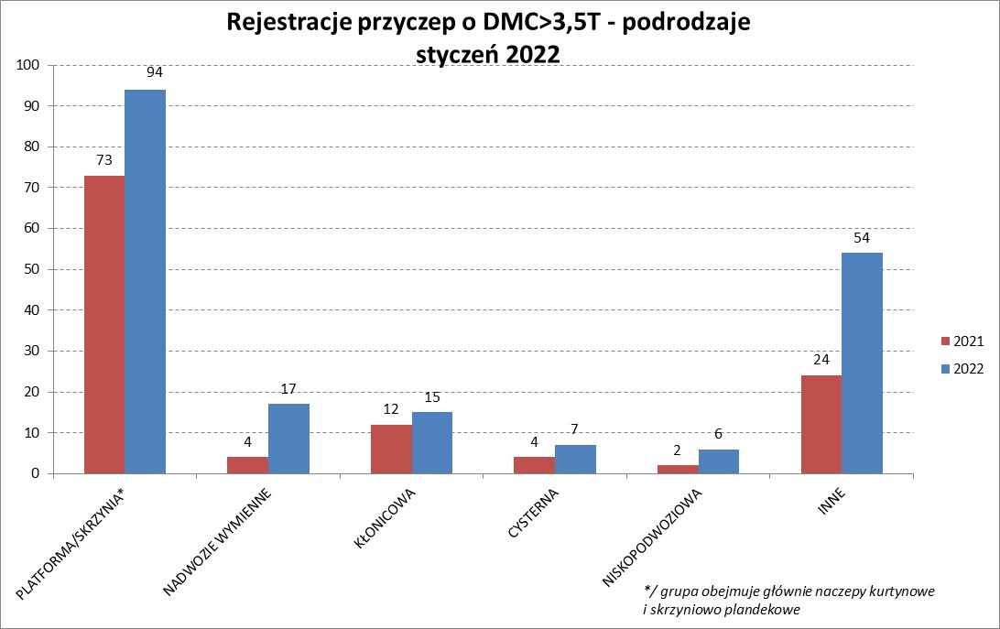 Rejestracje przyczep o DMC>3,5T - podrodzaje
styczeń 2022
100
90
80
70
60
50
40
30
20
10
0
73
94
4
17
12
15
4
7
2
6
24
54
PLATFORMA/SKRZYNIA*
NADWOZIE WYMIENNE
KŁONICOWA
CYSTERNA
NISKOPODWOZIOWA
INNE
2021
2022
*/ grupa obejmuje głównie naczepy kurtynowe
i skrzyniowo plandekowe